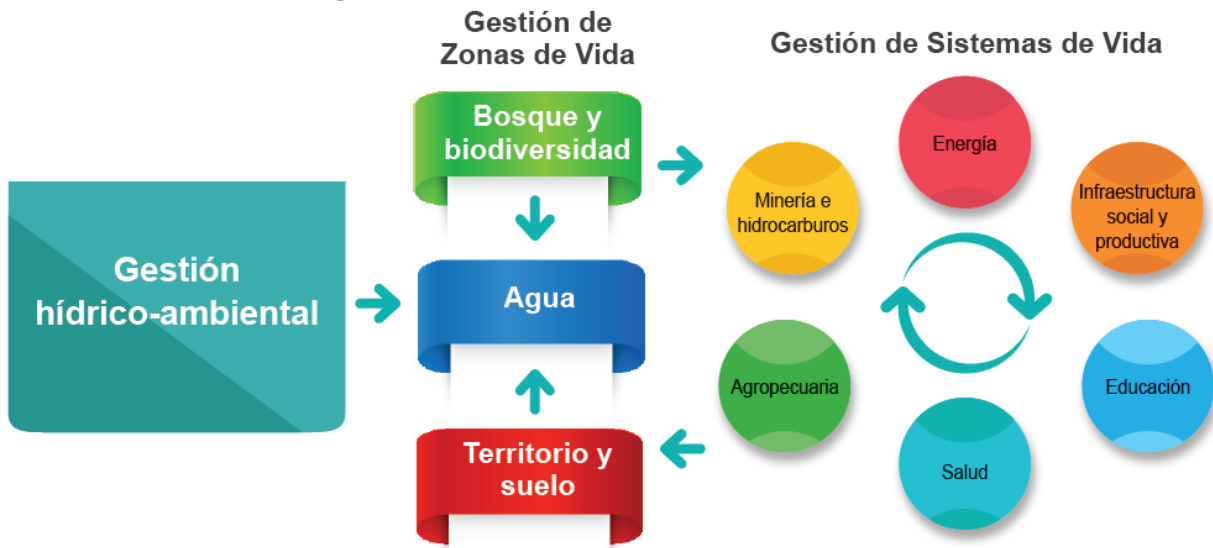 Gestión de
Zonas de Vida
Gestión de Sistemas de Vida
Bosque y
biodiversidad
Energía
Minería e
hidrocarburos
Infraestructura
social y
productiva
Gestión
hídrico-ambiental
Agua
Agropecuaria
Educación
Territorio y
suelo
Salud